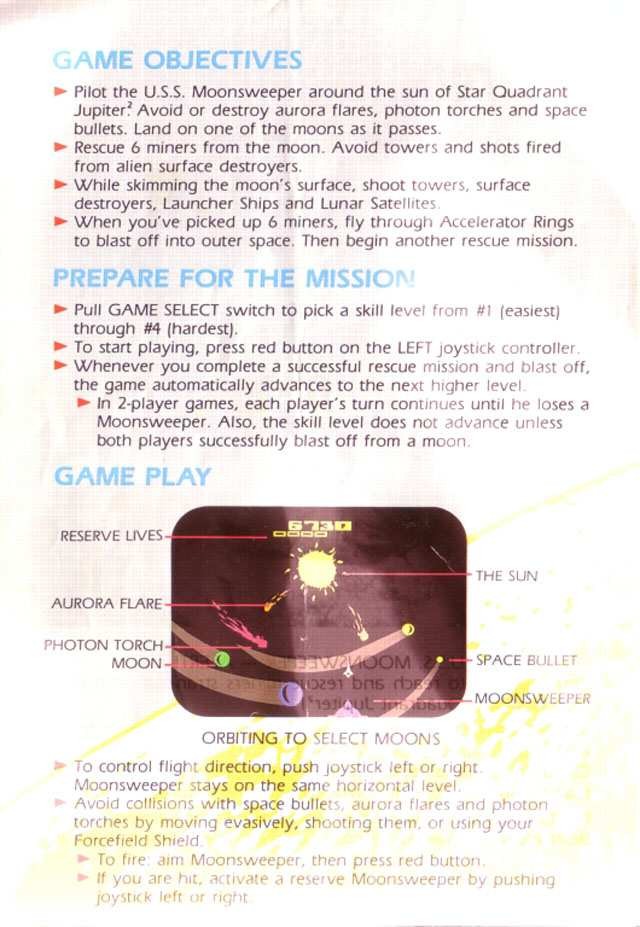 GAME OBJECTIVES
► Pilot the U.S.S. Moonsweeper around the sun of Star Quadrant
Jupiter.² Avoid or destroy aurora flares, photon torches and space
bullets. Land on one of the moons as it passes.
► Rescue 6 miners from the moon. Avoid towers and shots fired
from alien surface destroyers.
► While skimming the moon's surface, shoot towers, surface
destroyers, Launcher Ships and Lunar Satellites.
► When you've picked up 6 miners, fly through Accelerator Rings
to blast off into outer space. Then begin another rescue mission.
PREPARE FOR THE MISSION
► Pull GAME SELECT switch to pick a skill level from #1 (easiest)
through #4 (hardest).
► To start playing, press red button on the LEFT joystick controller.
► Whenever you complete a successful rescue mission and blast off,
the game automatically advances to the next higher level.
► In 2-player games, each player's turn continues until he loses a
Moonsweeper. Also, the skill level does not advance unless
both players successfully blast off from a moon.
GAME PLAY
6730
RESERVE LIVES
THE SUN
AURORA FLARE
PHOTON TORCH
MOON
SPACE BULLET
MOONSWEEPER
ORBITING TO SELECT MOONS
► To control flight direction, push joystick left or right.
Moonsweeper stays on the same horizontal level.
► Avoid collisions with space bullets, aurora flares and photon
torches by moving evasively, shooting them, or using your
Forcefield Shield.
► To fire: aim Moonsweeper, then press red button.
► If you are hit, activate a reserve Moonsweeper by pushing
joystick left or right.